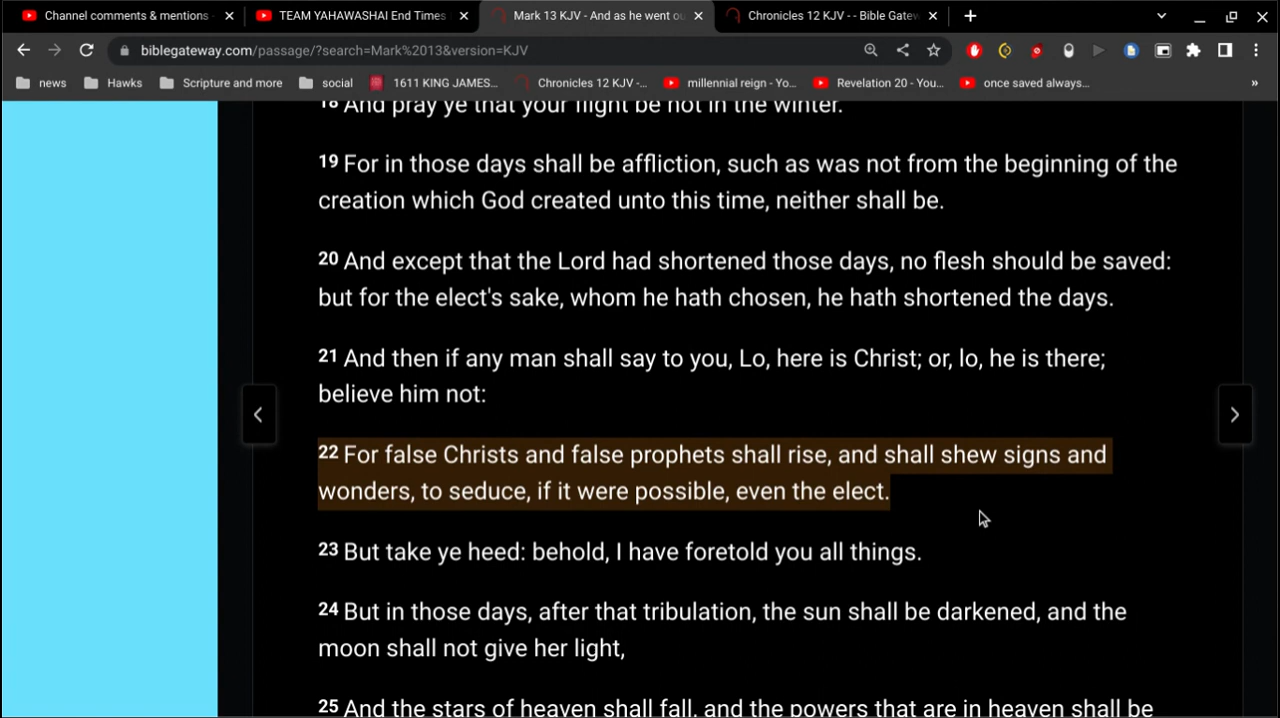 Channel comments & mentions -
TEAM YAHAWASHAI End Times
Mark 13 KJV - And as he went ou
Chronicles 12 KJV - - Bible Gatew
biblegateway.com/passage/?search=Mark%2013&version=KJV
news
Hawks
Scripture and more
social
1611 KING JAMES...
Chronicles 12 KJV -...
millennial reign - Yo...
Revelation 20 - You...
once saved always...
»
18 And pray ye that your flight be not in the winter.
19 For in those days shall be affliction, such as was not from the beginning of the
creation which God created unto this time, neither shall be.
20 And except that the Lord had shortened those days, no flesh should be saved:
but for the elect's sake, whom he hath chosen, he hath shortened the days.
21 And then if any man shall say to you, Lo, here is Christ; or, lo, he is there;
believe him not:
22 For false Christs and false prophets shall rise, and shall shew signs and
wonders, to seduce, if it were possible, even the elect.
23 But take ye heed: behold, I have foretold you all things.
24 But in those days, after that tribulation, the sun shall be darkened, and the
moon shall not give her light,
25 And the stars of heaven shall fall, and the powers that are in heaven shall be